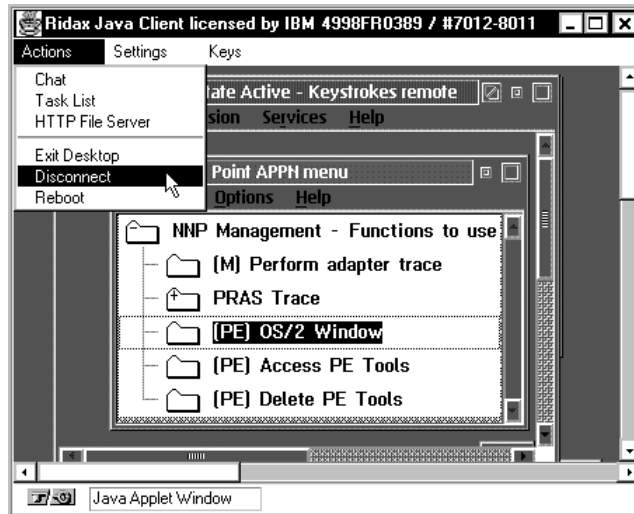 Ridax Java Client licensed by IBM 4998FR0389 / #7012-8011
Actions Settings Keys
Chat
Task List
HTTP File Server
Exit Desktop
Disconnect
Reboot
tate Active - Keystrokes remote
sion Services Help
Point APPN menu
Options Help
NNP Management - Functions to use
(M) Perform adapter trace
PRAS Trace
(PE) OS/2 Window
(PE) Access PE Tools
(PE) Delete PE Tools
Java Applet Window